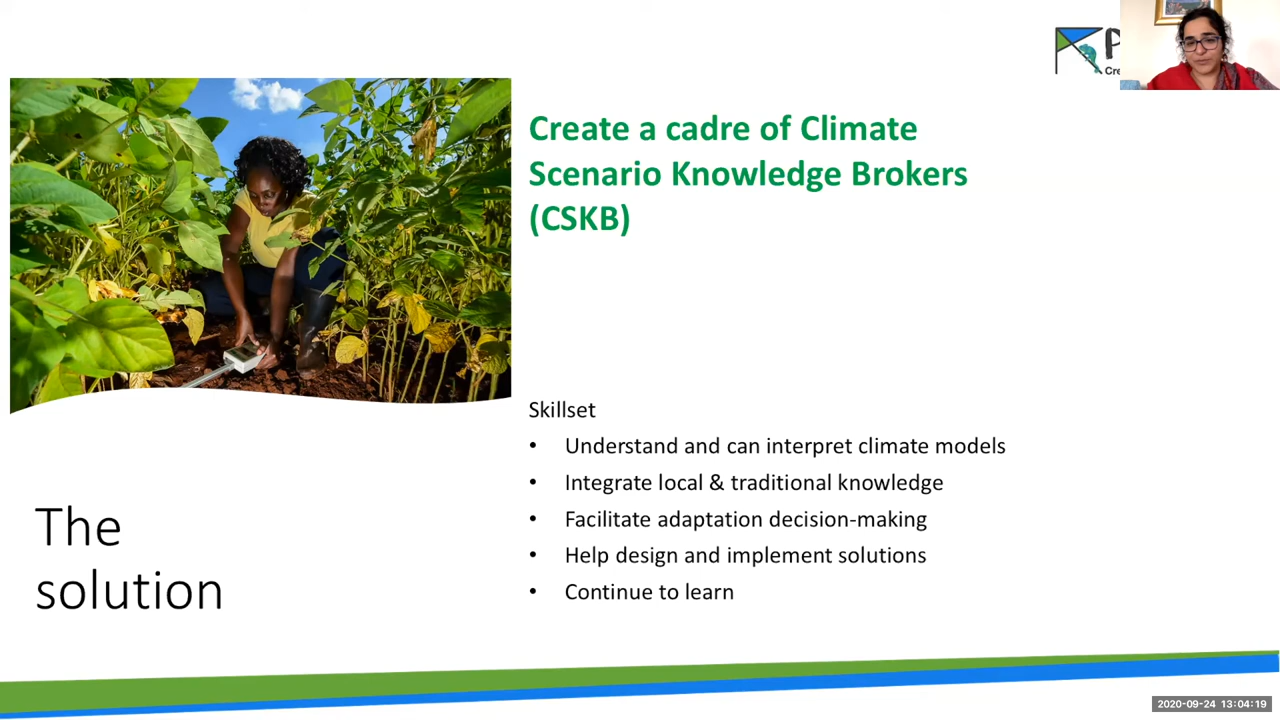 Create a cadre of Climate
Scenario Knowledge Brokers
(CSKB)
Skillset
• Understand and can interpret climate models
• Integrate local & traditional knowledge
• Facilitate adaptation decision-making
• Help design and implement solutions
• Continue to learn
The
solution
2020-09-24 13:04:19